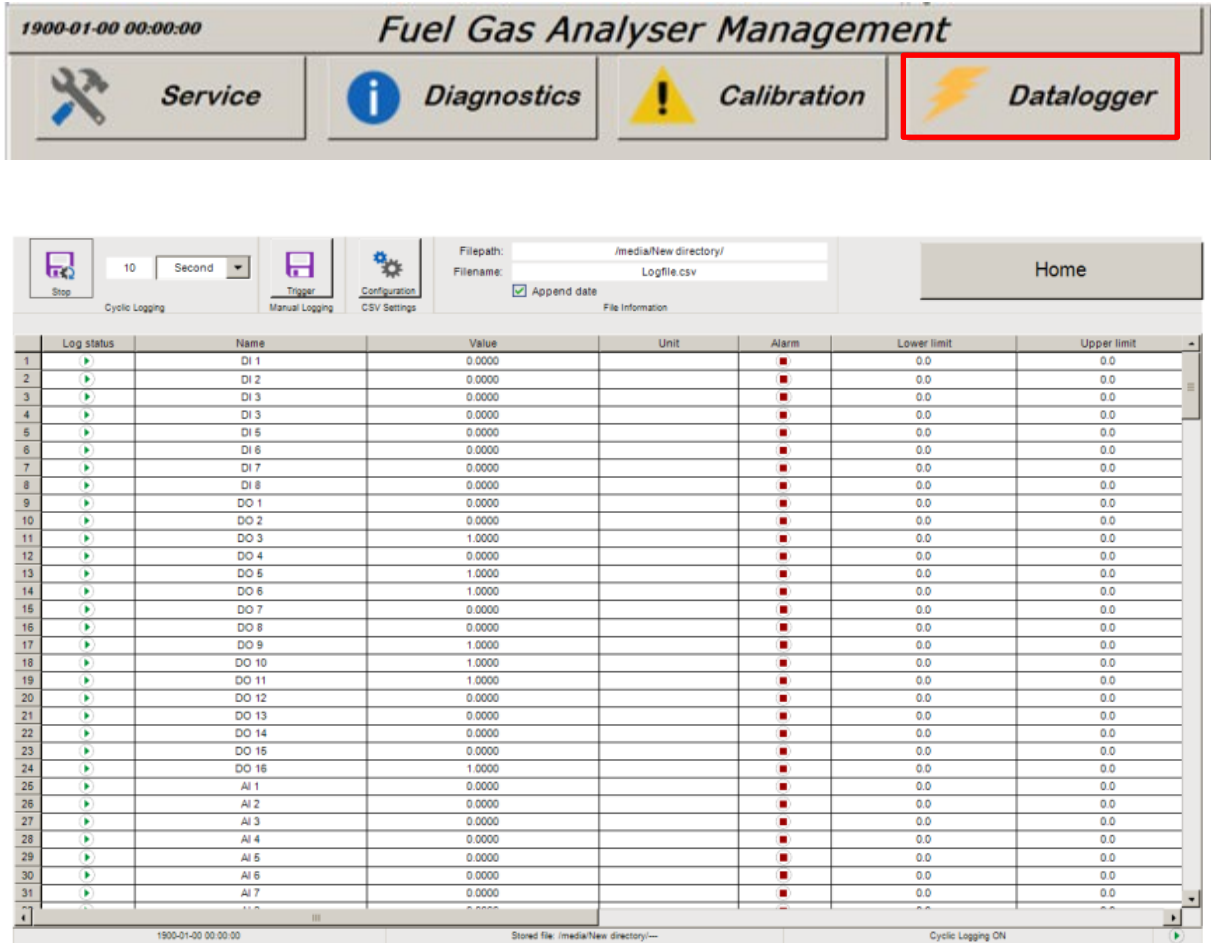 1900-01-00 00:00:00 Fuel Gas Analyser Management
Service Diagnostics Calibration Datalogger
Stop 10 Second
Cyclic Logging
Trigger
Manual Logging
Configuration
CSV Settings
Filepath: /media/New directory/
Filename: Logfile.csv
Append date
File Information
Home
Log status Name Value Unit Alarm Lower limit Upper limit
1 DI 1 0.0000 0.0 0.0
2 DI 2 0.0000 0.0 0.0
3 DI 3 0.0000 0.0 0.0
4 DI 3 0.0000 0.0 0.0
5 DI 5 0.0000 0.0 0.0
6 DI 6 0.0000 0.0 0.0
7 DI 7 0.0000 0.0 0.0
8 DI 8 0.0000 0.0 0.0
9 DO 1 0.0000 0.0 0.0
10 DO 2 0.0000 0.0 0.0
11 DO 3 1.0000 0.0 0.0
12 DO 4 0.0000 0.0 0.0
13 DO 5 1.0000 0.0 0.0
14 DO 6 1.0000 0.0 0.0
15 DO 7 0.0000 0.0 0.0
16 DO 8 0.0000 0.0 0.0
17 DO 9 1.0000 0.0 0.0
18 DO 10 1.0000 0.0 0.0
19 DO 11 1.0000 0.0 0.0
20 DO 12 0.0000 0.0 0.0
21 DO 13 0.0000 0.0 0.0
22 DO 14 0.0000 0.0 0.0
23 DO 15 0.0000 0.0 0.0
24 DO 16 1.0000 0.0 0.0
25 AI 1 0.0000 0.0 0.0
26 AI 2 0.0000 0.0 0.0
27 AI 3 0.0000 0.0 0.0
28 AI 4 0.0000 0.0 0.0
29 AI 5 0.0000 0.0 0.0
30 AI 6 0.0000 0.0 0.0
31 AI 7 0.0000 0.0 0.0
1900-01-00 00:00:00 Stored file: /media/New directory/--- Cyclic Logging ON